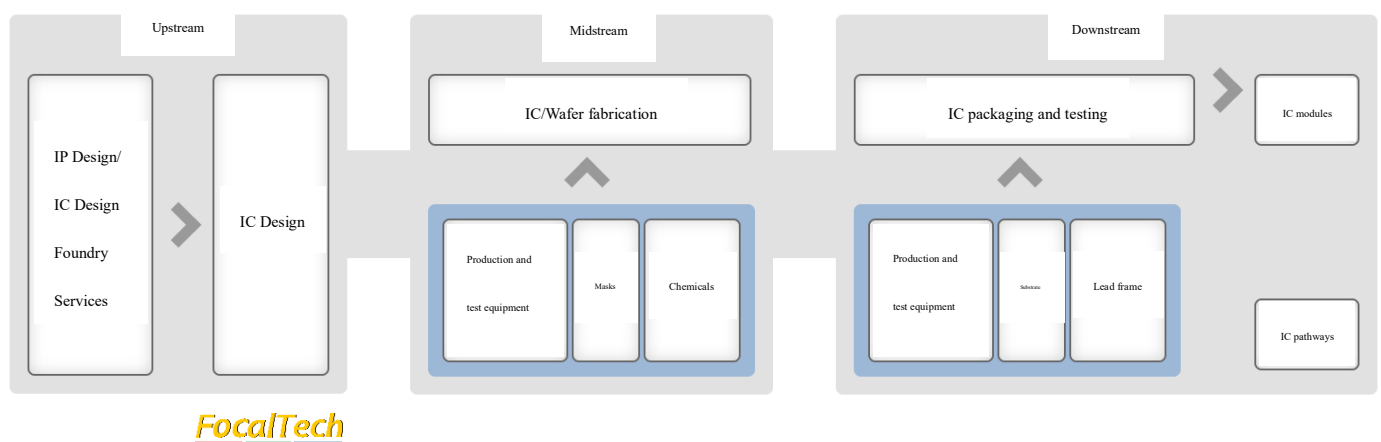 Upstream
IP Design/
IC Design
Foundry
Services
IC Design
Midstream
IC/Wafer fabrication
Production and
test equipment
Masks
Chemicals
Downstream
IC packaging and testing
Production and
test equipment
Substrate
Lead frame
IC modules
IC pathways
FocalTech